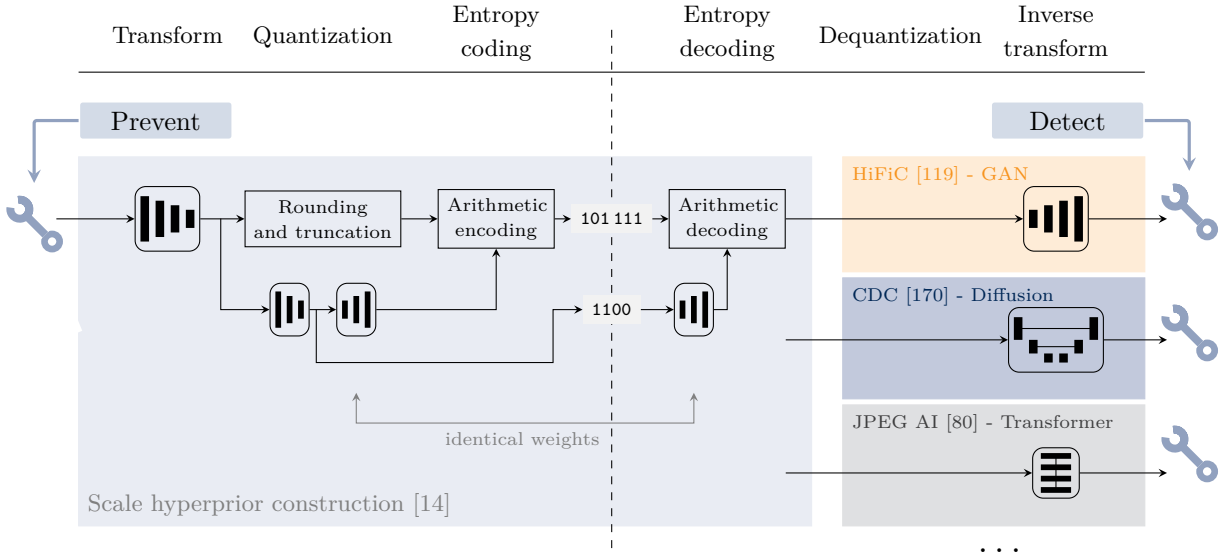 Transform
Quantization
Entropy
coding
Entropy
decoding
Dequantization
Inverse
transform
Prevent
Detect
Rounding
and truncation
Arithmetic
encoding
101 111
Arithmetic
decoding
HiFiC [119] - GAN
1100
CDC [170] - Diffusion
identical weights
JPEG AI [80] - Transformer
Scale hyperprior construction [14]
...